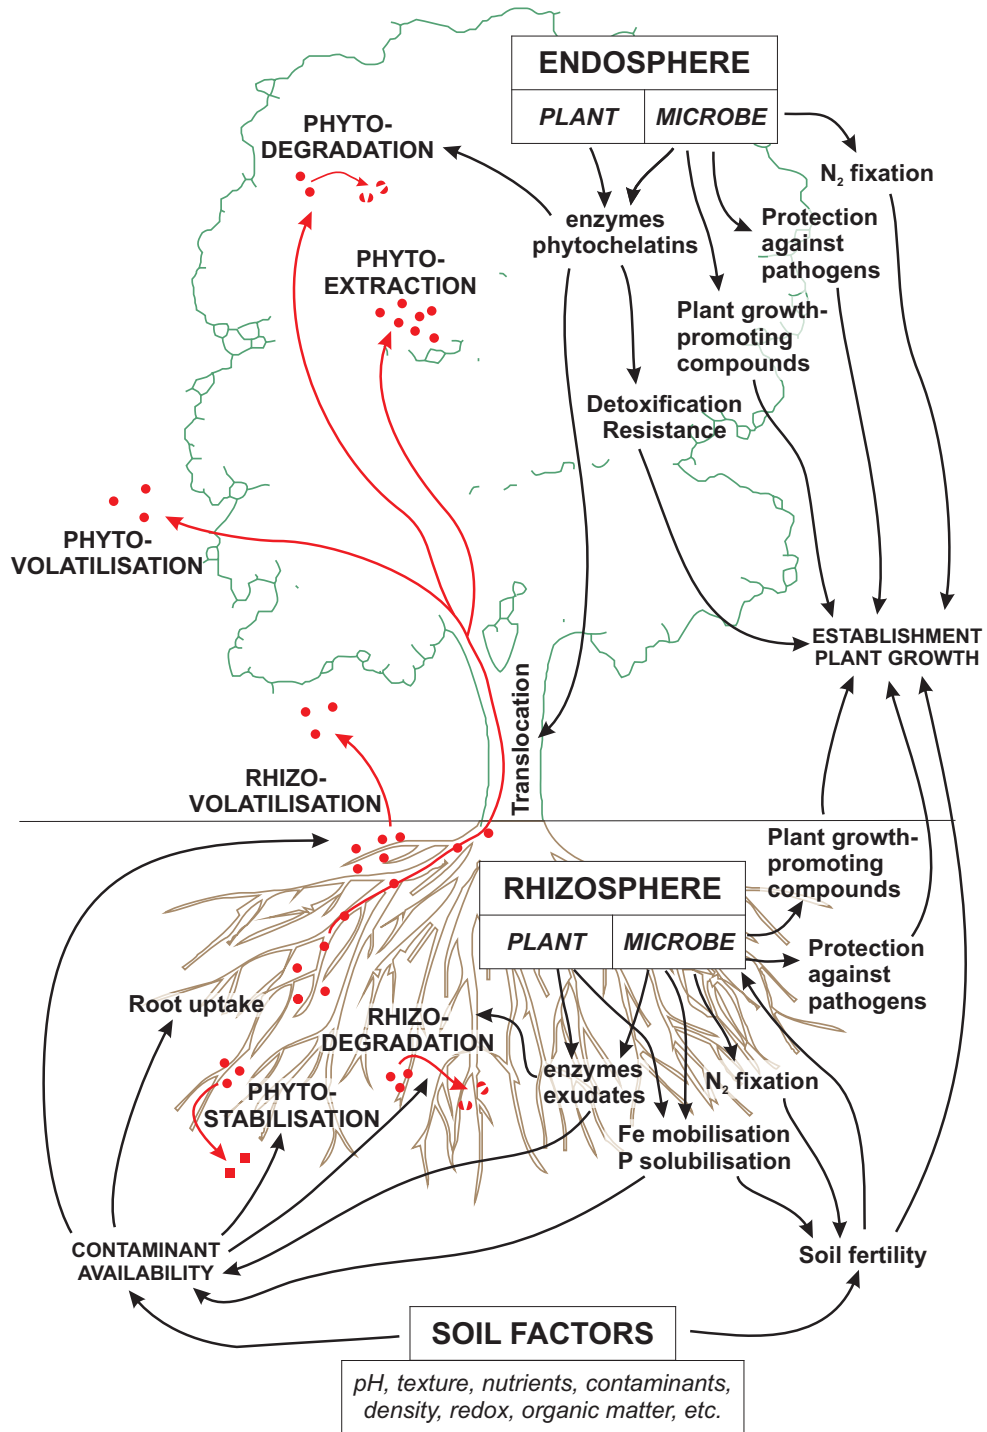 ENDOSPHERE
PLANT
MICROBE
PHYTO-
DEGRADATION
N₂ fixation
enzymes
phytochelatins
Protection
against
pathogens
PHYTO-
EXTRACTION
Plant growth-
promoting
compounds
Detoxification
Resistance
PHYTO-
VOLATILISATION
ESTABLISHMENT
PLANT GROWTH
Translocation
RHIZO-
VOLATILISATION
Plant growth-
promoting
compounds
RHIZOSPHERE
PLANT
MICROBE
Protection
against
pathogens
Root uptake
RHIZO-
DEGRADATION
enzymes
exudates
N₂ fixation
PHYTO-
STABILISATION
Fe mobilisation
P solubilisation
CONTAMINANT
AVAILABILITY
Soil fertility
SOIL FACTORS
pH, texture, nutrients, contaminants,
density, redox, organic matter, etc.